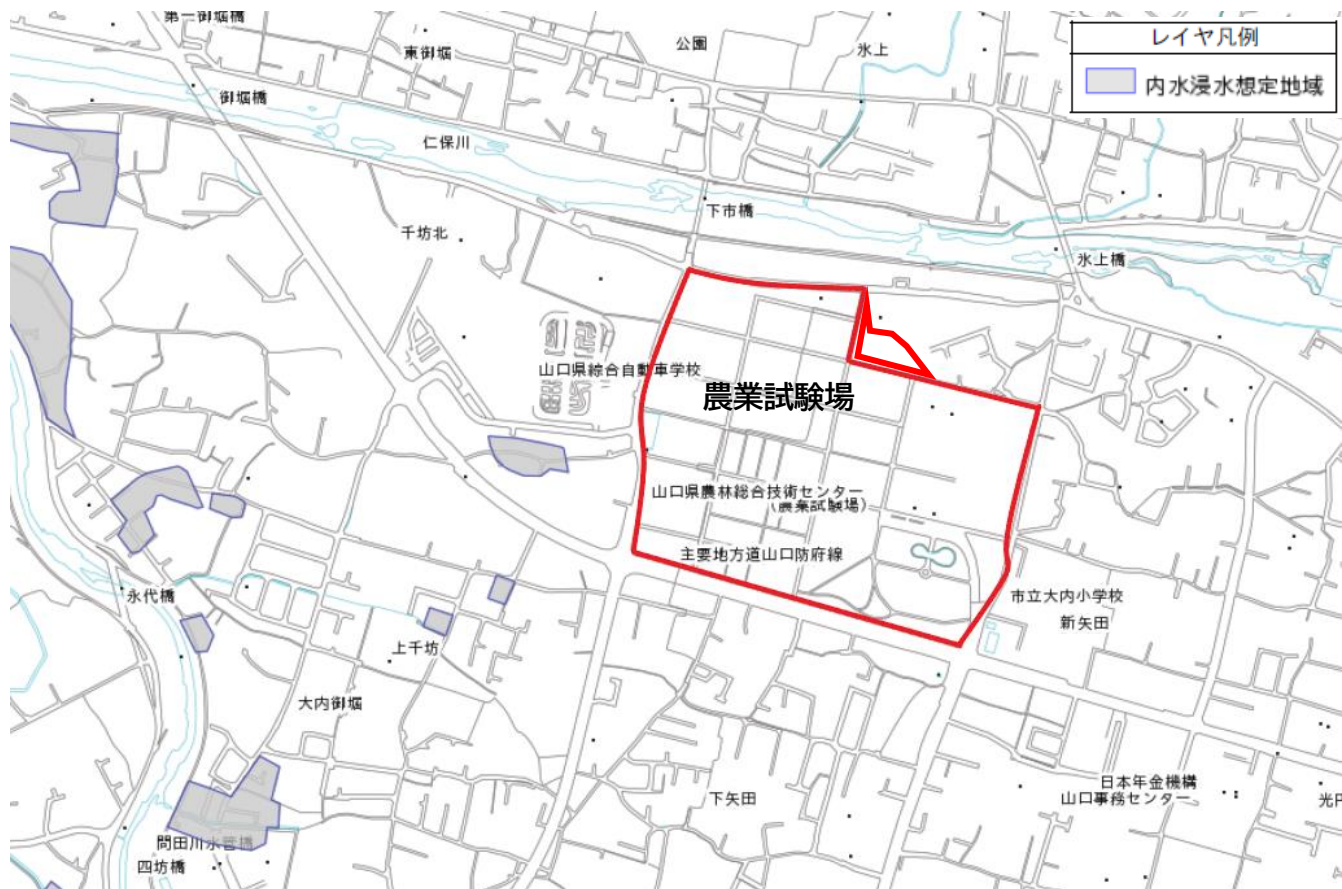 第一御堀橋
レイヤ凡例
公園
氷上
東御堀
内水浸水想定地域
御堀橋
仁保川
下市橋
千坊北
氷上橋
山口県綜合自動車学校
農業試験場
山口県農林総合技術センター
(農業試験場)
主要地方道山口防府線
永代橋
市立大内小学校
新矢田
上千坊
大内御堀
日本年金機構
山口事務センター
下矢田
問田川水管橋
四坊橋